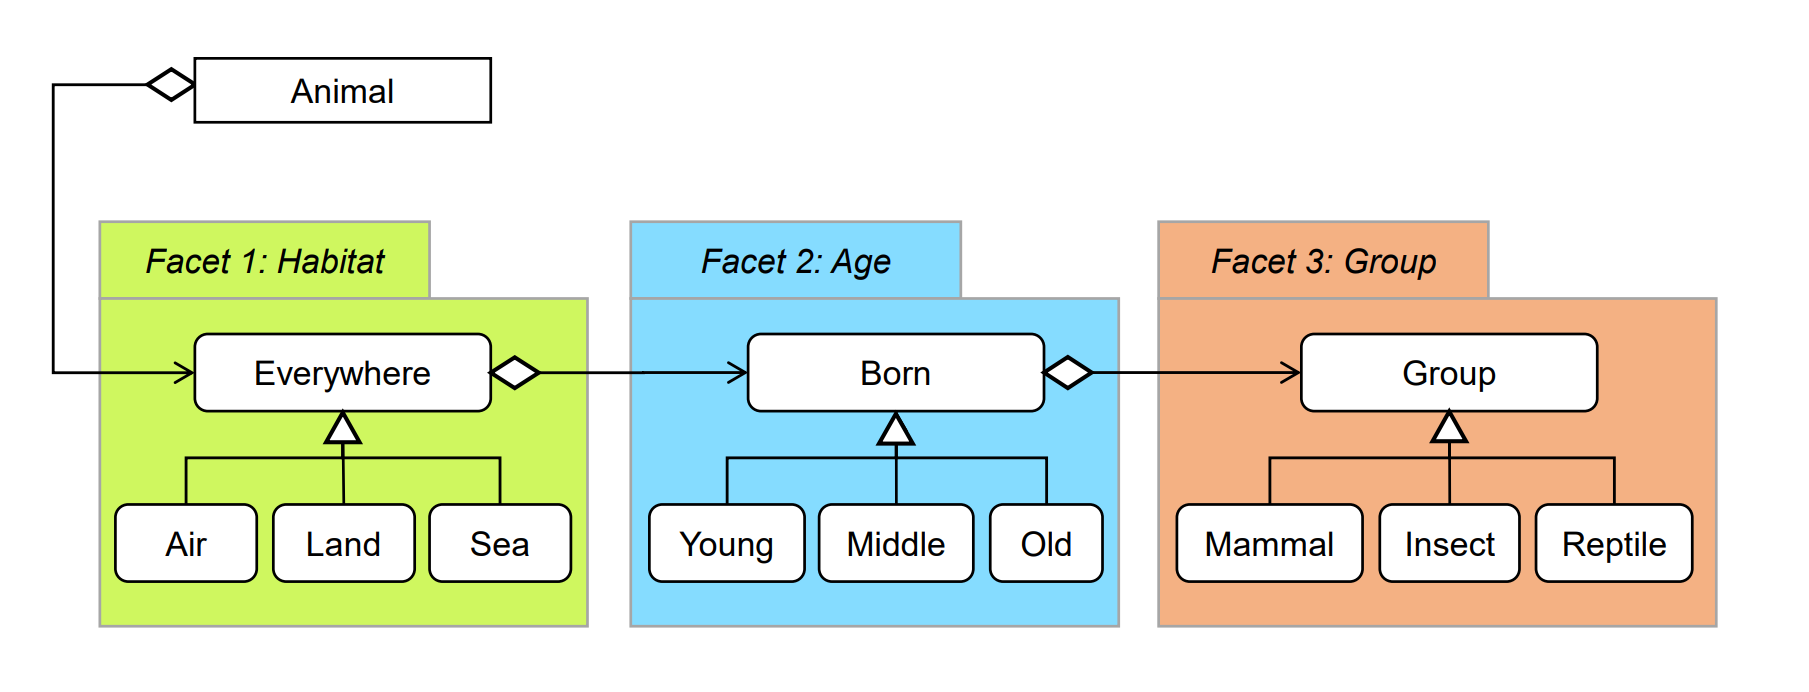 Animal
Facet 1: Habitat
Facet 2: Age
Facet 3: Group
Everywhere
Born
Group
Air
Land
Sea
Young
Middle
Old
Mammal
Insect
Reptile